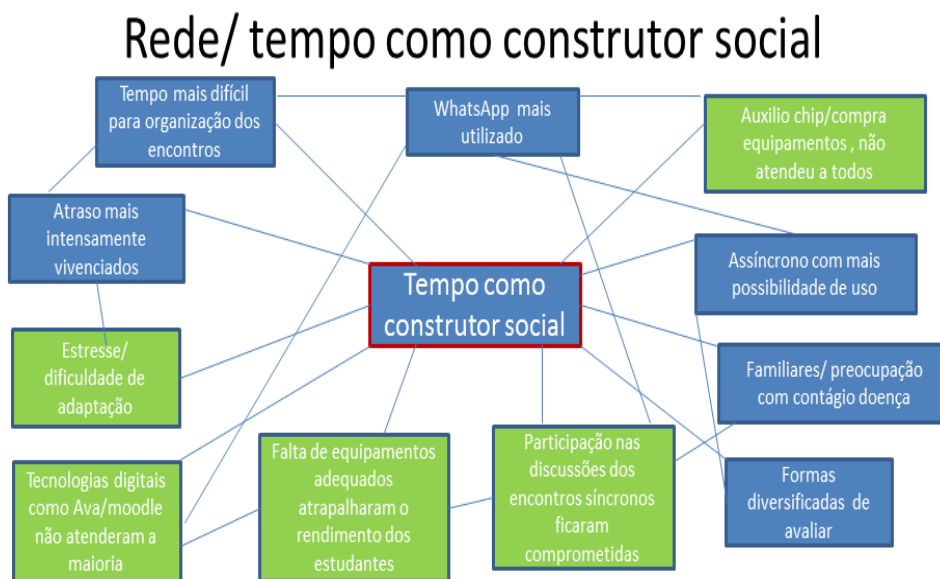 Rede/ tempo como construtor social
Tempo mais difícil
para organização dos
encontros
WhatsApp mais
utilizado
Auxilio chip/compra
equipamentos , não
atendeu a todos
Atraso mais
intensamente
vivenciados
Assíncrono com mais
possibilidade de uso
Tempo como
construtor social
Estresse/
dificuldade de
adaptação
Familiares/ preocupação
com contágio doença
Tecnologias digitais
como Ava/moodle
não atenderam a
maioria
Falta de equipamentos
adequados
atrapalharam o
rendimento dos
estudantes
Participação nas
discussões dos
encontros síncronos
ficaram
comprometidas
Formas
diversificadas de
avaliar